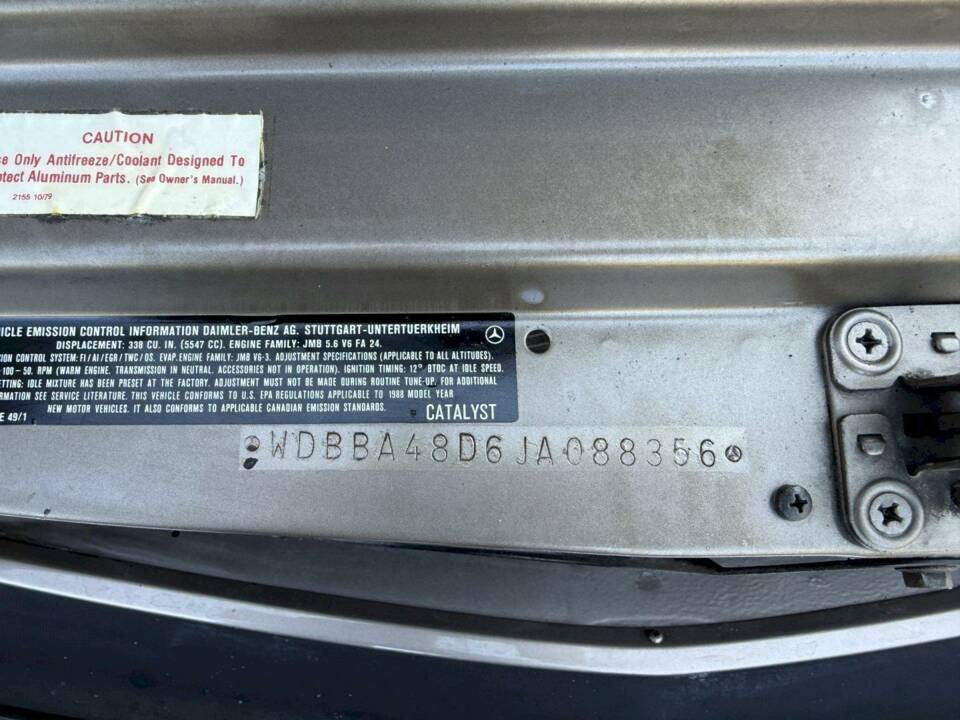 CAUTION
se Only Antifreeze/Coolant Designed To
otect Aluminum Parts. (See Owner's Manual.)
2155 10/79
ICLE EMISSION CONTROL INFORMATION DAIMLER-BENZ AG. STUTTGART-UNTERTUERKHEIM
DISPLACEMENT: 338 CU. IN. (5547 CC). ENGINE FAMILY: JMB 5.6 V6 FA 24.
SION CONTROL SYSTEM: FI/AI/EGR/TWC/OS. EVAP. ENGINE FAMILY: JMB VG-3. ADJUSTMENT SPECIFICATIONS (APPLICABLE TO ALL ALTITUDES).
-100-50. RPM (WARM ENGINE. TRANSMISSION IN NEUTRAL. ACCESSORIES NOT IN OPERATION). IGNITION TIMING: 12° BTDC AT IDLE SPEED.
ETTING: IDLE MIXTURE HAS BEEN PRESET AT THE FACTORY. ADJUSTMENT MUST NOT BE MADE DURING ROUTINE TUNE-UP. FOR ADDITIONAL
INFORMATION SEE SERVICE LITERATURE. THIS VEHICLE CONFORMS TO U.S. EPA REGULATIONS APPLICABLE TO 1988 MODEL YEAR
NEW MOTOR VEHICLES. IT ALSO CONFORMS TO APPLICABLE CANADIAN EMISSION STANDARDS.
E 49/1 CATALYST
WDBBA48D6JA088356